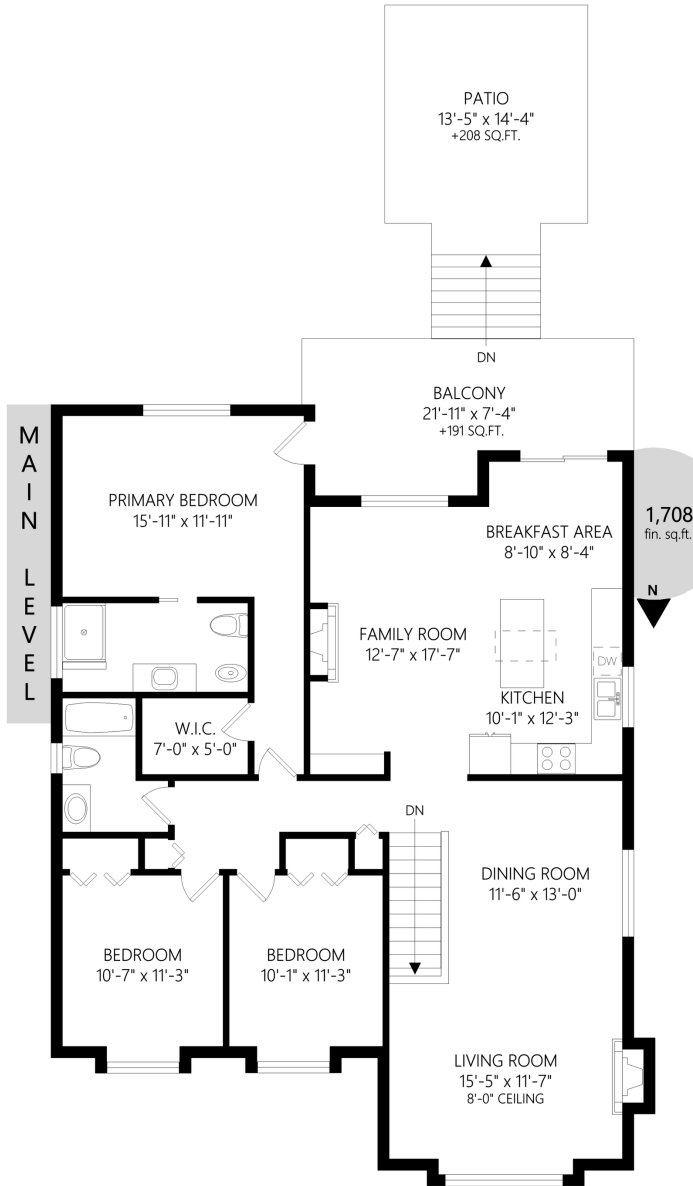 PATIO
13'-5" x 14'-4"
+208 SQ.FT.
DN
BALCONY
21'-11" x 7'-4"
+191 SQ.FT.
MAIN LEVEL
PRIMARY BEDROOM
15'-11" x 11'-11"
BREAKFAST AREA
8'-10" x 8'-4"
1,708
fin. sq.ft.
N
FAMILY ROOM
12'-7" x 17'-7"
DW
KITCHEN
10'-1" x 12'-3"
W.I.C.
7'-0" x 5'-0"
DN
DINING ROOM
11'-6" x 13'-0"
BEDROOM
10'-7" x 11'-3"
BEDROOM
10'-1" x 11'-3"
LIVING ROOM
15'-5" x 11'-7"
8'-0" CEILING